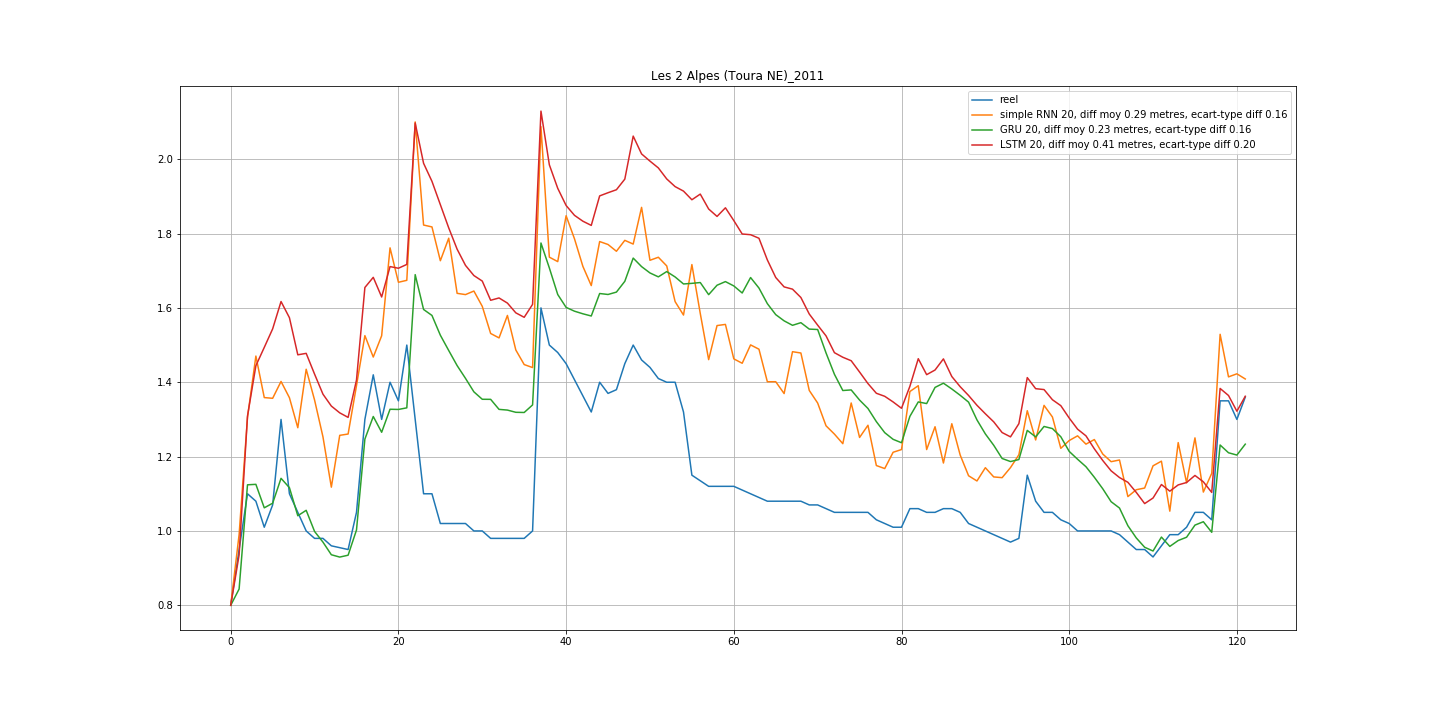 Les 2 Alpes (Toura NE)_2011
reel
simple RNN 20, diff moy 0.29 metres, ecart-type diff 0.16
GRU 20, diff moy 0.23 metres, ecart-type diff 0.16
LSTM 20, diff moy 0.41 metres, ecart-type diff 0.20
2.0
1.8
1.6
1.4
1.2
1.0
0.8
0 20 40 60 80 100 120